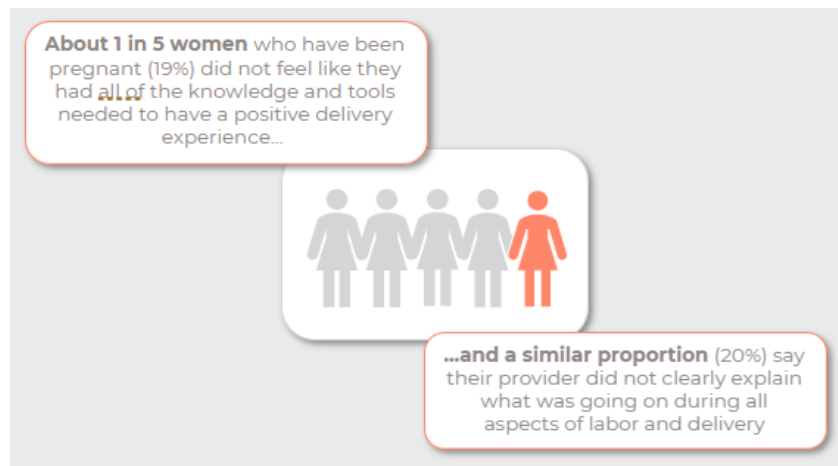 About 1 in 5 women who have been
pregnant (19%) did not feel like they
had all of the knowledge and tools
needed to have a positive delivery
experience...
...and a similar proportion (20%) say
their provider did not clearly explain
what was going on during all
aspects of labor and delivery